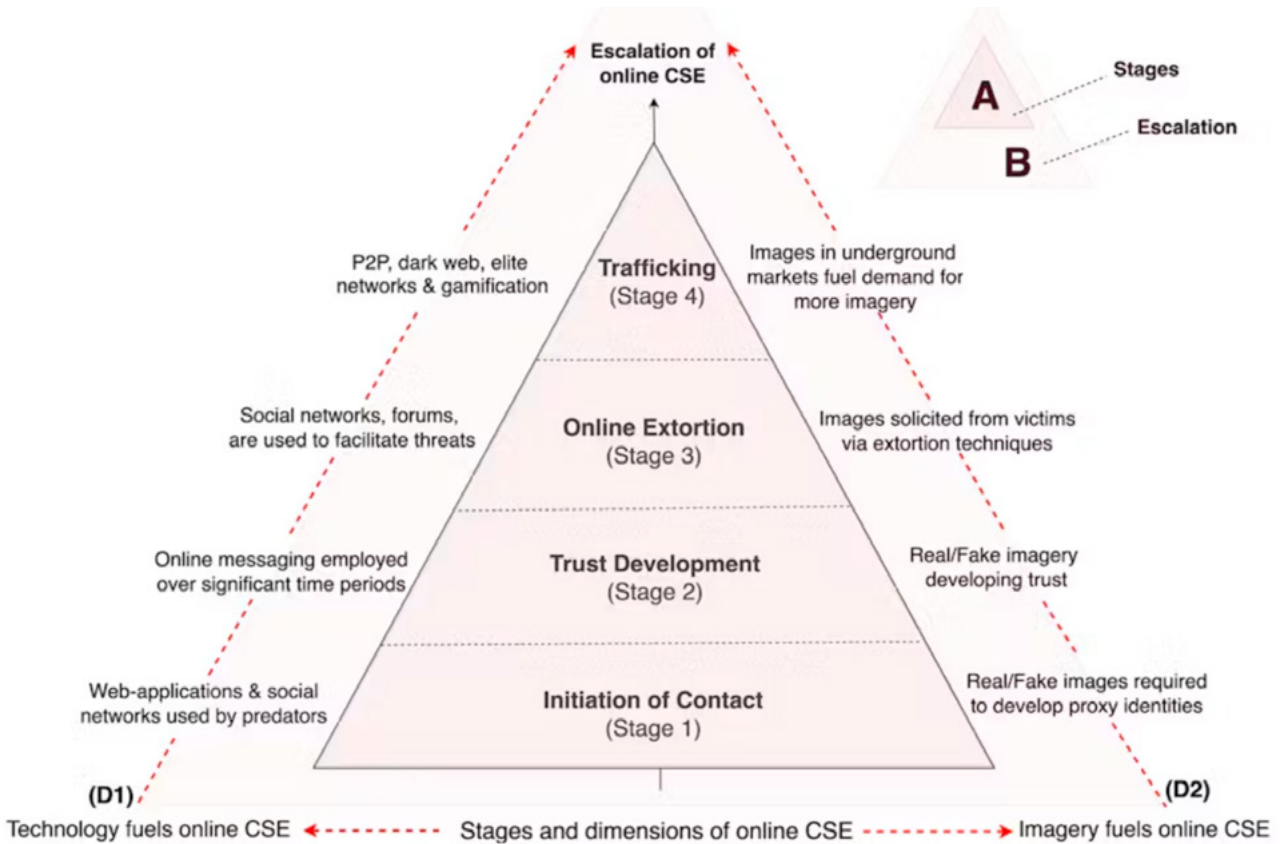 Escalation of
online CSE
A
Stages
B
Escalation
P2P, dark web, elite
networks & gamification
Trafficking
(Stage 4)
Images in underground
markets fuel demand for
more imagery
Social networks, forums,
are used to facilitate threats
Online Extortion
(Stage 3)
Images solicited from victims
via extortion techniques
Online messaging employed
over significant time periods
Trust Development
(Stage 2)
Real/Fake imagery
developing trust
Web-applications & social
networks used by predators
Initiation of Contact
(Stage 1)
Real/Fake images required
to develop proxy identities
(D1)
(D2)
Technology fuels online CSE
Stages and dimensions of online CSE
Imagery fuels online CSE